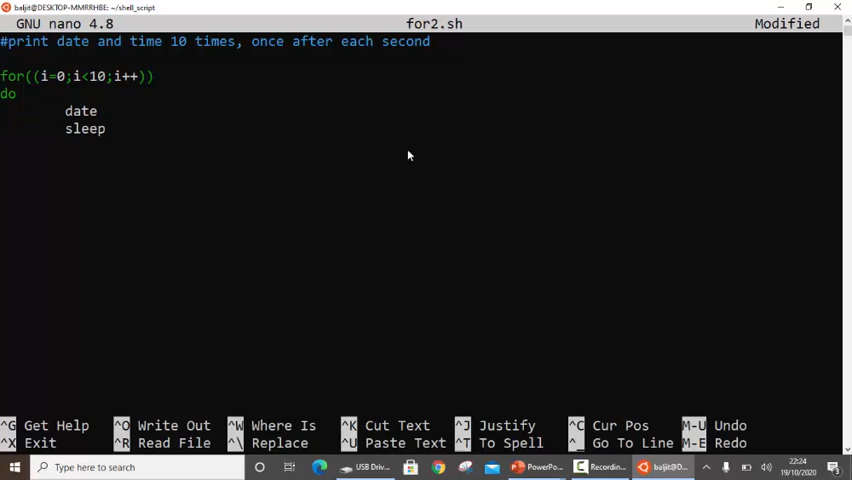 baljit@DESKTOP-MMRRHBE: ~/shell_script
GNU nano 4.8 for2.sh Modified
#print date and time 10 times, once after each second
for((i=0;i<10;i++))
do
date
sleep
^G Get Help ^O Write Out ^W Where Is ^K Cut Text ^J Justify ^C Cur Pos M-U Undo
^X Exit ^R Read File ^\ Replace ^U Paste Text ^T To Spell ^_ Go To Line M-E Redo
Type here to search USB Driv... PowerPo... Recordin... baljit@D... 22:24
19/10/2020 3